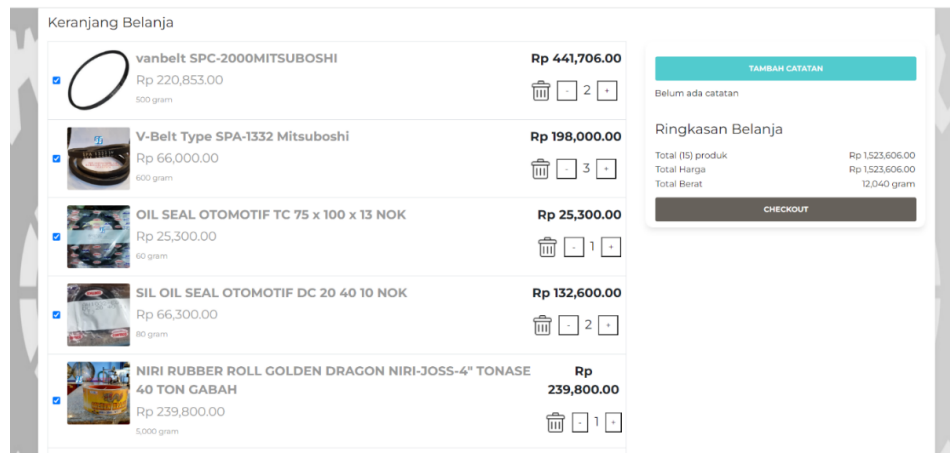 Keranjang Belanja
vanbelt SPC-2000MITSUBOSHI
Rp 441,706.00
Rp 220,853.00
500 gram
- 2 +
V-Belt Type SPA-1332 Mitsuboshi
Rp 198,000.00
Rp 66,000.00
600 gram
- 3 +
OIL SEAL OTOMOTIF TC 75 x 100 x 13 NOK
Rp 25,300.00
Rp 25,300.00
60 gram
- 1 +
SIL OIL SEAL OTOMOTIF DC 20 40 10 NOK
Rp 132,600.00
Rp 66,300.00
80 gram
- 2 +
NIRI RUBBER ROLL GOLDEN DRAGON NIRI-JOSS-4" TONASE
40 TON GABAH
Rp
239,800.00
Rp 239,800.00
5,000 gram
- 1 +
TAMBAH CATATAN
Belum ada catatan
Ringkasan Belanja
Total (15) produk Rp 1,523,606.00
Total Harga Rp 1,523,606.00
Total Berat 12,040 gram
CHECKOUT